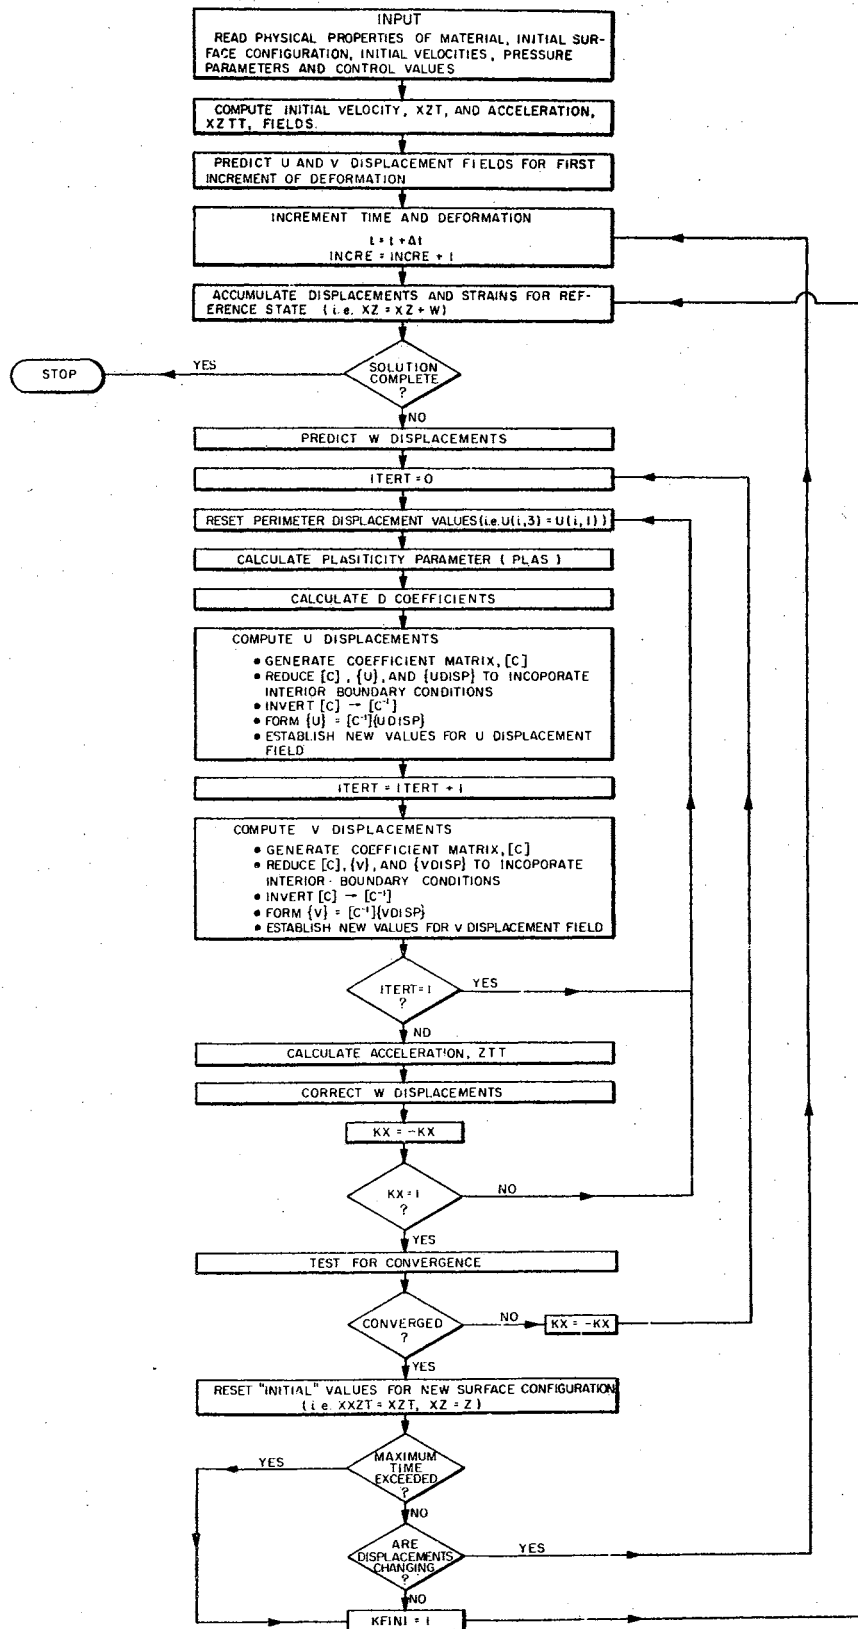 INPUT
READ PHYSICAL PROPERTIES OF MATERIAL, INITIAL SUR-
FACE CONFIGURATION, INITIAL VELOCITIES, PRESSURE
PARAMETERS AND CONTROL VALUES
COMPUTE INITIAL VELOCITY, XZT, AND ACCELERATION,
XZTT, FIELDS.
PREDICT U AND V DISPLACEMENT FIELDS FOR FIRST
INCREMENT OF DEFORMATION
INCREMENT TIME AND DEFORMATION
t = t + Δt
INCRE = INCRE + 1
ACCUMULATE DISPLACEMENTS AND STRAINS FOR REF-
ERENCE STATE (i.e. XZ = XZ + W)
SOLUTION
COMPLETE
?
YES
STOP
NO
PREDICT W DISPLACEMENTS
ITERT = 0
RESET PERIMETER DISPLACEMENT VALUES (i.e. U(i,3) = U(i,1))
CALCULATE PLASITICITY PARAMETER (PLAS)
CALCULATE D COEFFICIENTS
COMPUTE U DISPLACEMENTS
• GENERATE COEFFICIENT MATRIX, [C]
• REDUCE [C], {U}, AND {UDISP} TO INCOPORATE
INTERIOR BOUNDARY CONDITIONS
• INVERT [C] → [C⁻¹]
• FORM {U} = [C⁻¹]{UDISP}
• ESTABLISH NEW VALUES FOR U DISPLACEMENT
FIELD
ITERT = ITERT + 1
COMPUTE V DISPLACEMENTS
• GENERATE COEFFICIENT MATRIX, [C]
• REDUCE [C], {V}, AND {VDISP} TO INCOPORATE
INTERIOR BOUNDARY CONDITIONS
• INVERT [C] → [C⁻¹]
• FORM {V} = [C⁻¹]{VDISP}
• ESTABLISH NEW VALUES FOR V DISPLACEMENT FIELD
ITERT = 1
?
YES
NO
CALCULATE ACCELERATION, ZTT
CORRECT W DISPLACEMENTS
KX = -KX
KX = 1
?
NO
YES
TEST FOR CONVERGENCE
CONVERGED
?
NO
KX = -KX
YES
RESET "INITIAL" VALUES FOR NEW SURFACE CONFIGURATION
(i.e. XXZT = XZT, XZ = Z)
MAXIMUM
TIME
EXCEEDED
?
YES
NO
ARE
DISPLACEMENTS
CHANGING
?
YES
NO
KFINI = 1